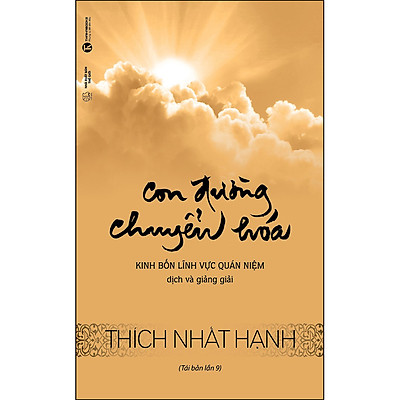 con đường
chuyển hóa
KINH BỐN LĨNH VỰC QUÁN NIỆM
dịch và giảng giải
THÍCH NHẤT HẠNH
(Tái bản lần 9)